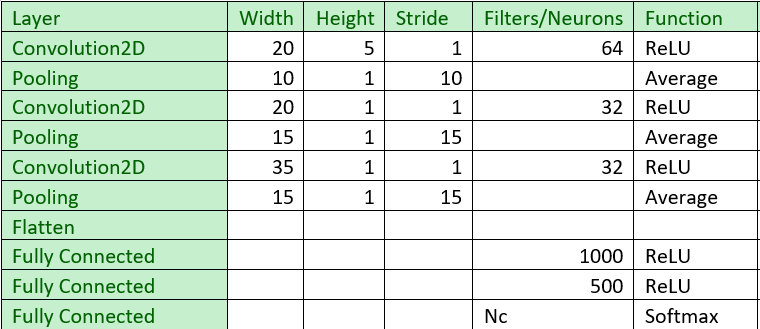 Layer Width Height Stride Filters/Neurons Function
Convolution2D 20 5 1 64 ReLU
Pooling 10 1 10 Average
Convolution2D 20 1 1 32 ReLU
Pooling 15 1 15 Average
Convolution2D 35 1 1 32 ReLU
Pooling 15 1 15 Average
Flatten
Fully Connected 1000 ReLU
Fully Connected 500 ReLU
Fully Connected Nc Softmax